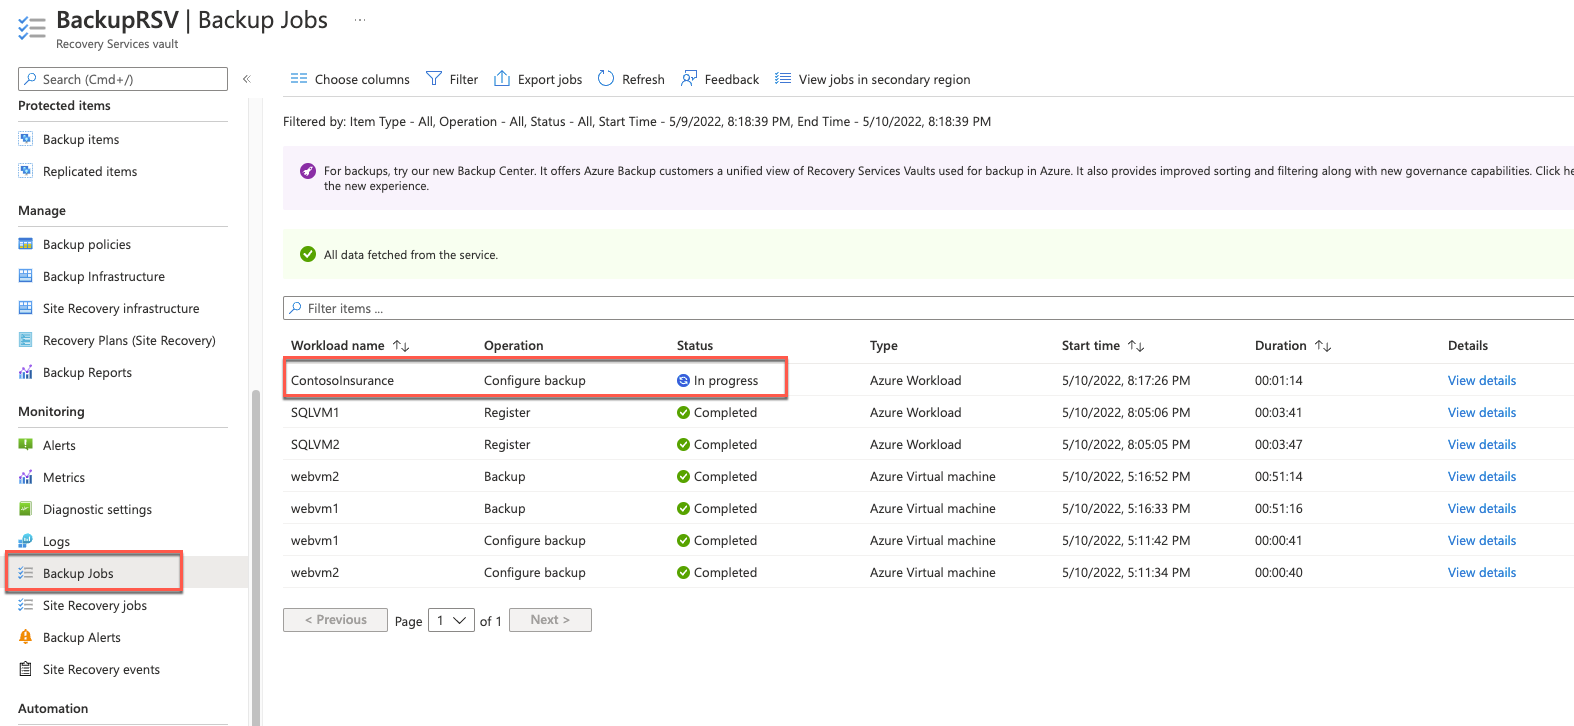 BackupRSV | Backup Jobs ...
Recovery Services vault
Search (Cmd+/)
«
Protected items
Backup items
Replicated items
Manage
Backup policies
Backup Infrastructure
Site Recovery infrastructure
Recovery Plans (Site Recovery)
Backup Reports
Monitoring
Alerts
Metrics
Diagnostic settings
Logs
Backup Jobs
Site Recovery jobs
Backup Alerts
Site Recovery events
Automation
Choose columns Filter Export jobs Refresh Feedback View jobs in secondary region
Filtered by: Item Type - All, Operation - All, Status - All, Start Time - 5/9/2022, 8:18:39 PM, End Time - 5/10/2022, 8:18:39 PM
For backups, try our new Backup Center. It offers Azure Backup customers a unified view of Recovery Services Vaults used for backup in Azure. It also provides improved sorting and filtering along with new governance capabilities. Click he
the new experience.
All data fetched from the service.
Filter items ...
Workload name ↑↓ Operation Status Type Start time ↑↓ Duration ↑↓ Details
ContosoInsurance Configure backup In progress Azure Workload 5/10/2022, 8:17:26 PM 00:01:14 View details
SQLVM1 Register Completed Azure Workload 5/10/2022, 8:05:06 PM 00:03:41 View details
SQLVM2 Register Completed Azure Workload 5/10/2022, 8:05:05 PM 00:03:47 View details
webvm2 Backup Completed Azure Virtual machine 5/10/2022, 5:16:52 PM 00:51:14 View details
webvm1 Backup Completed Azure Virtual machine 5/10/2022, 5:16:33 PM 00:51:16 View details
webvm1 Configure backup Completed Azure Virtual machine 5/10/2022, 5:11:42 PM 00:00:41 View details
webvm2 Configure backup Completed Azure Virtual machine 5/10/2022, 5:11:34 PM 00:00:40 View details
< Previous Page 1 of 1 Next >